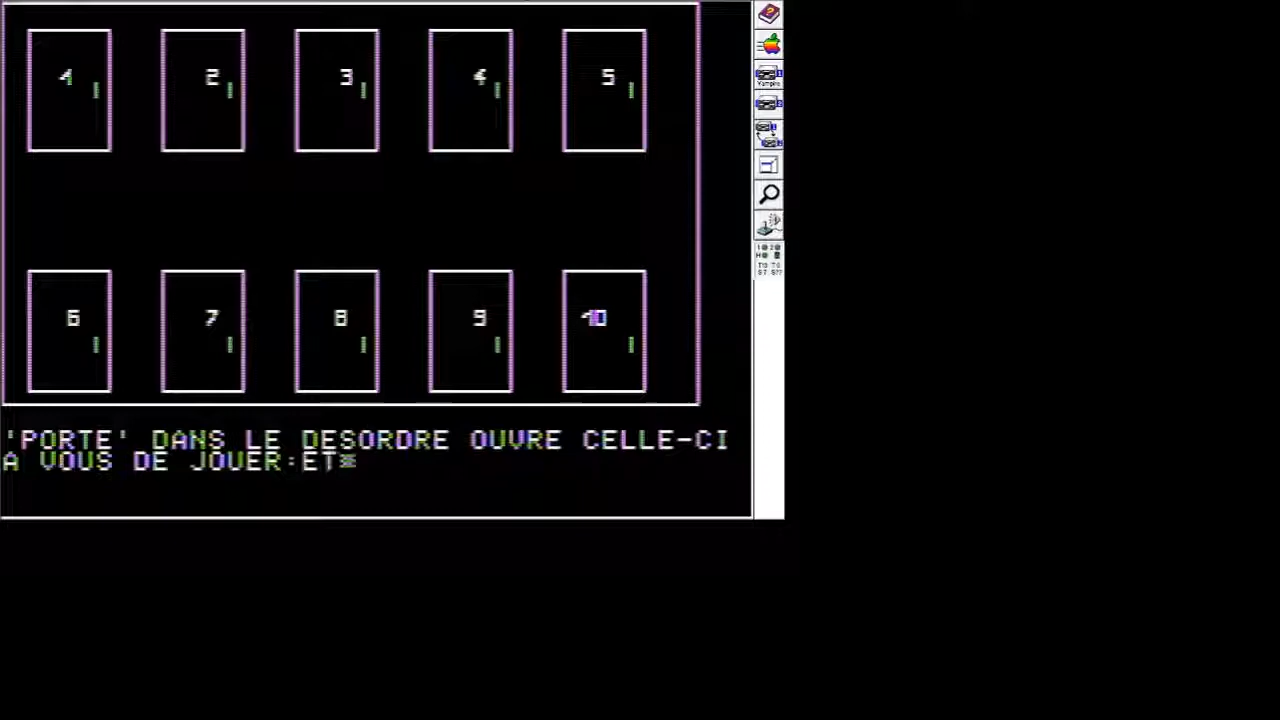 1 2 3 4 5
6 7 8 9 10
'PORTE' DANS LE DESORDRE OUVRE CELLE-CI
A VOUS DE JOUER:ET*